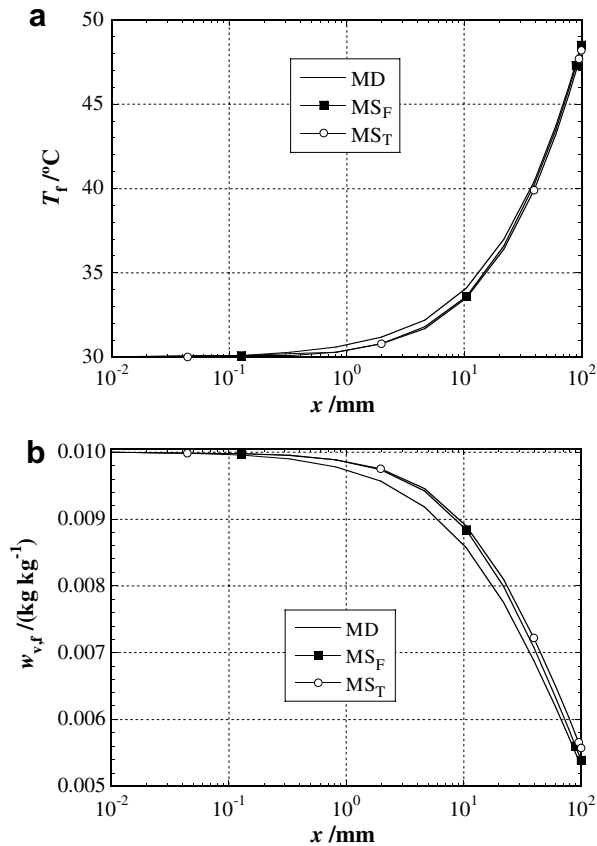 a
50
45
40
35
30
T_f /ºC
MD
MS_F
MS_T
10^-2
10^-1
10^0
10^1
10^2
x /mm
b
0.010
0.009
0.008
0.007
0.006
0.005
w_v,f /(kg kg^-1)
MD
MS_F
MS_T
10^-2
10^-1
10^0
10^1
10^2
x /mm